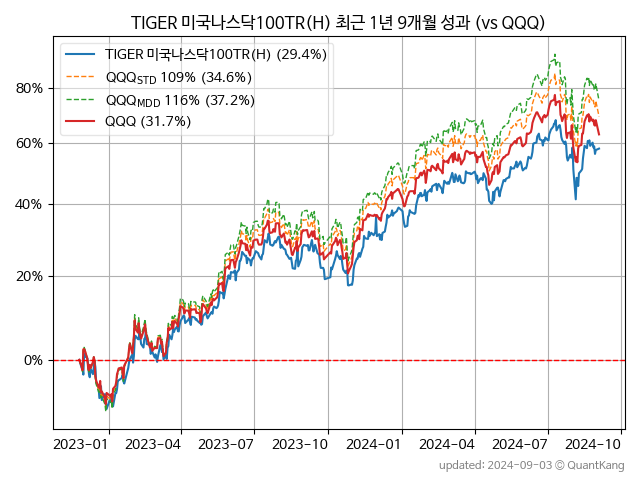 TIGER 미국나스닥100TR(H) 최근 1년 9개월 성과 (vs QQQ)
TIGER 미국나스닥100TR(H) (29.4%)
QQQSTD 109% (34.6%)
QQQMDD 116% (37.2%)
QQQ (31.7%)
80%
60%
40%
20%
0%
2023-01 2023-04 2023-07 2023-10 2024-01 2024-04 2024-07 2024-10
updated: 2024-09-03 © QuantKang